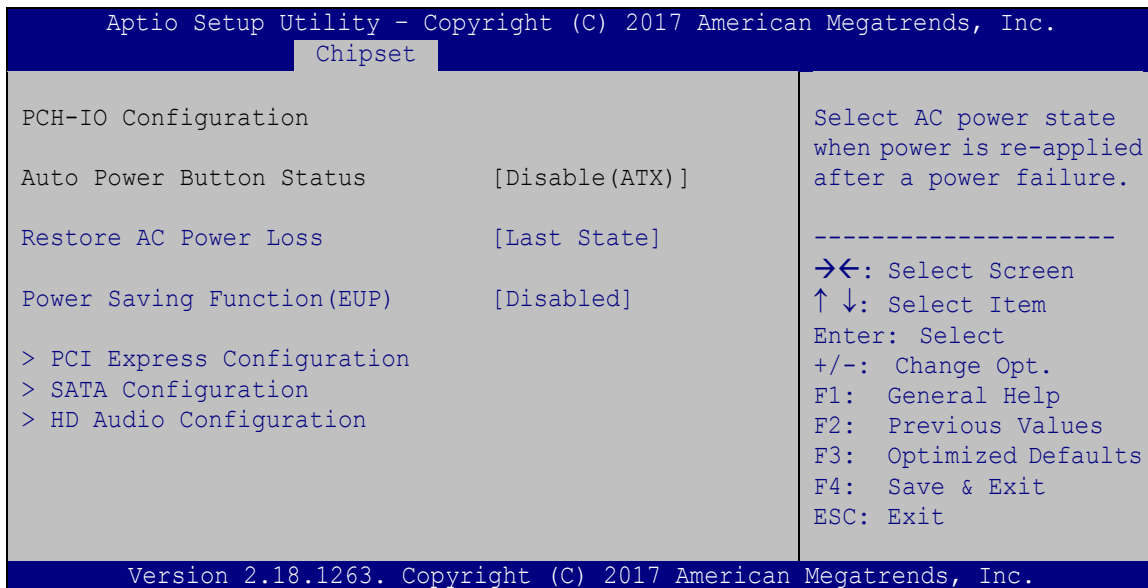 Aptio Setup Utility – Copyright (C) 2017 American Megatrends, Inc.
Chipset
PCH-IO Configuration
Auto Power Button Status [Disable(ATX)]
Restore AC Power Loss [Last State]
Power Saving Function(EUP) [Disabled]
> PCI Express Configuration
> SATA Configuration
> HD Audio Configuration
Select AC power state
when power is re-applied
after a power failure.
---------------------
→←: Select Screen
↑ ↓: Select Item
Enter: Select
+/-: Change Opt.
F1: General Help
F2: Previous Values
F3: Optimized Defaults
F4: Save & Exit
ESC: Exit
Version 2.18.1263. Copyright (C) 2017 American Megatrends, Inc.